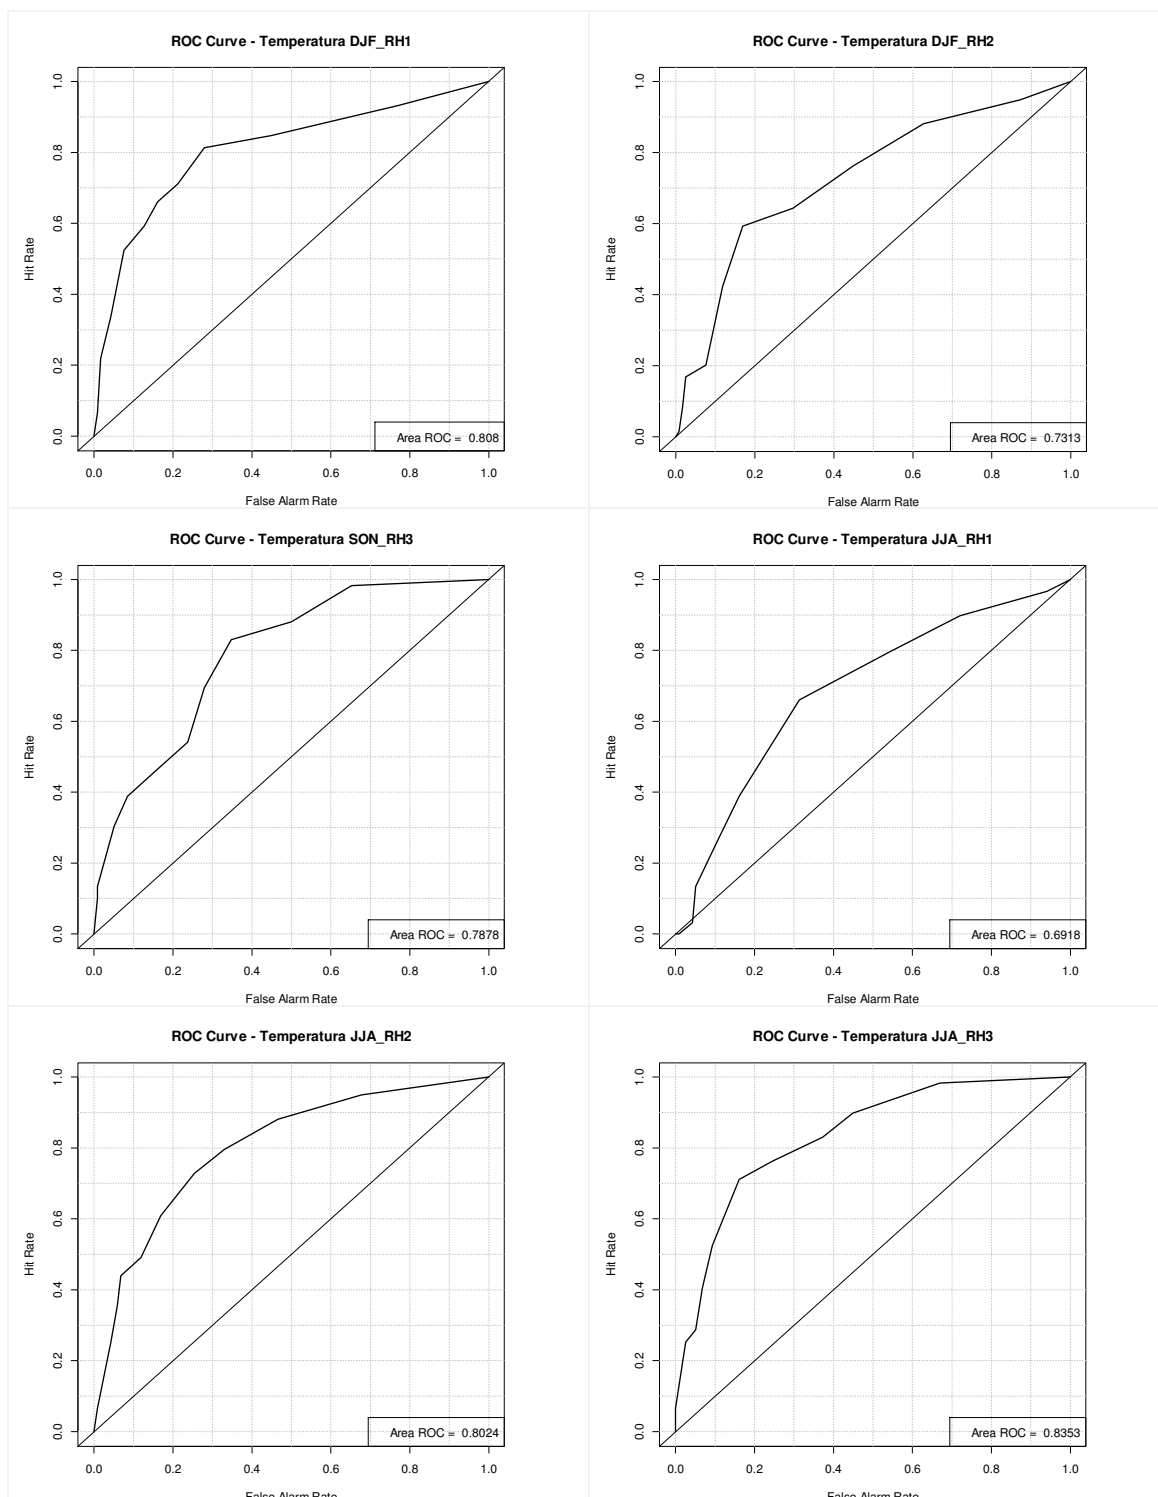 ROC Curve - Temperatura DJF_RH1
1.0
0.8
0.6
0.4
0.2
0.0
Hit Rate
Area ROC = 0.808
0.0 0.2 0.4 0.6 0.8 1.0
False Alarm Rate
ROC Curve - Temperatura DJF_RH2
1.0
0.8
0.6
0.4
0.2
0.0
Hit Rate
Area ROC = 0.7313
0.0 0.2 0.4 0.6 0.8 1.0
False Alarm Rate
ROC Curve - Temperatura SON_RH3
1.0
0.8
0.6
0.4
0.2
0.0
Hit Rate
Area ROC = 0.7878
0.0 0.2 0.4 0.6 0.8 1.0
False Alarm Rate
ROC Curve - Temperatura JJA_RH1
1.0
0.8
0.6
0.4
0.2
0.0
Hit Rate
Area ROC = 0.6918
0.0 0.2 0.4 0.6 0.8 1.0
False Alarm Rate
ROC Curve - Temperatura JJA_RH2
1.0
0.8
0.6
0.4
0.2
0.0
Hit Rate
Area ROC = 0.8024
0.0 0.2 0.4 0.6 0.8 1.0
False Alarm Rate
ROC Curve - Temperatura JJA_RH3
1.0
0.8
0.6
0.4
0.2
0.0
Hit Rate
Area ROC = 0.8353
0.0 0.2 0.4 0.6 0.8 1.0
False Alarm Rate